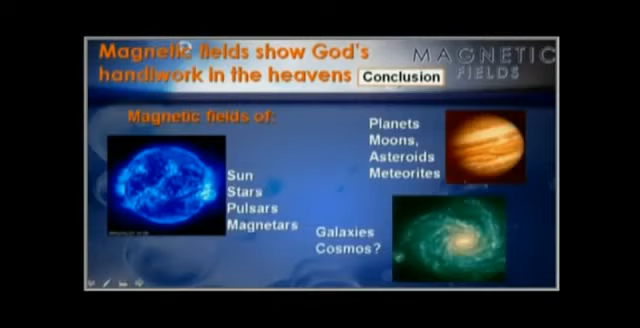 Magnetic fields show God's
handiwork in the heavens
Conclusion
MAGNETIC
FIELDS
Magnetic fields of:
Sun
Stars
Pulsars
Magnetars
Planets
Moons,
Asteroids
Meteorites
Galaxies
Cosmos?